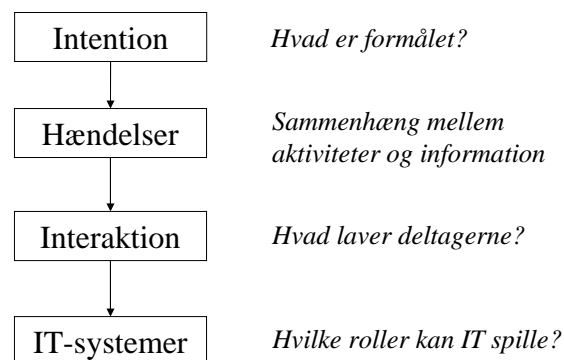 Intention
Hvad er formålet?
Hændelser
Sammenhæng mellem
aktiviteter og information
Interaktion
Hvad laver deltagerne?
IT-systemer
Hvilke roller kan IT spille?